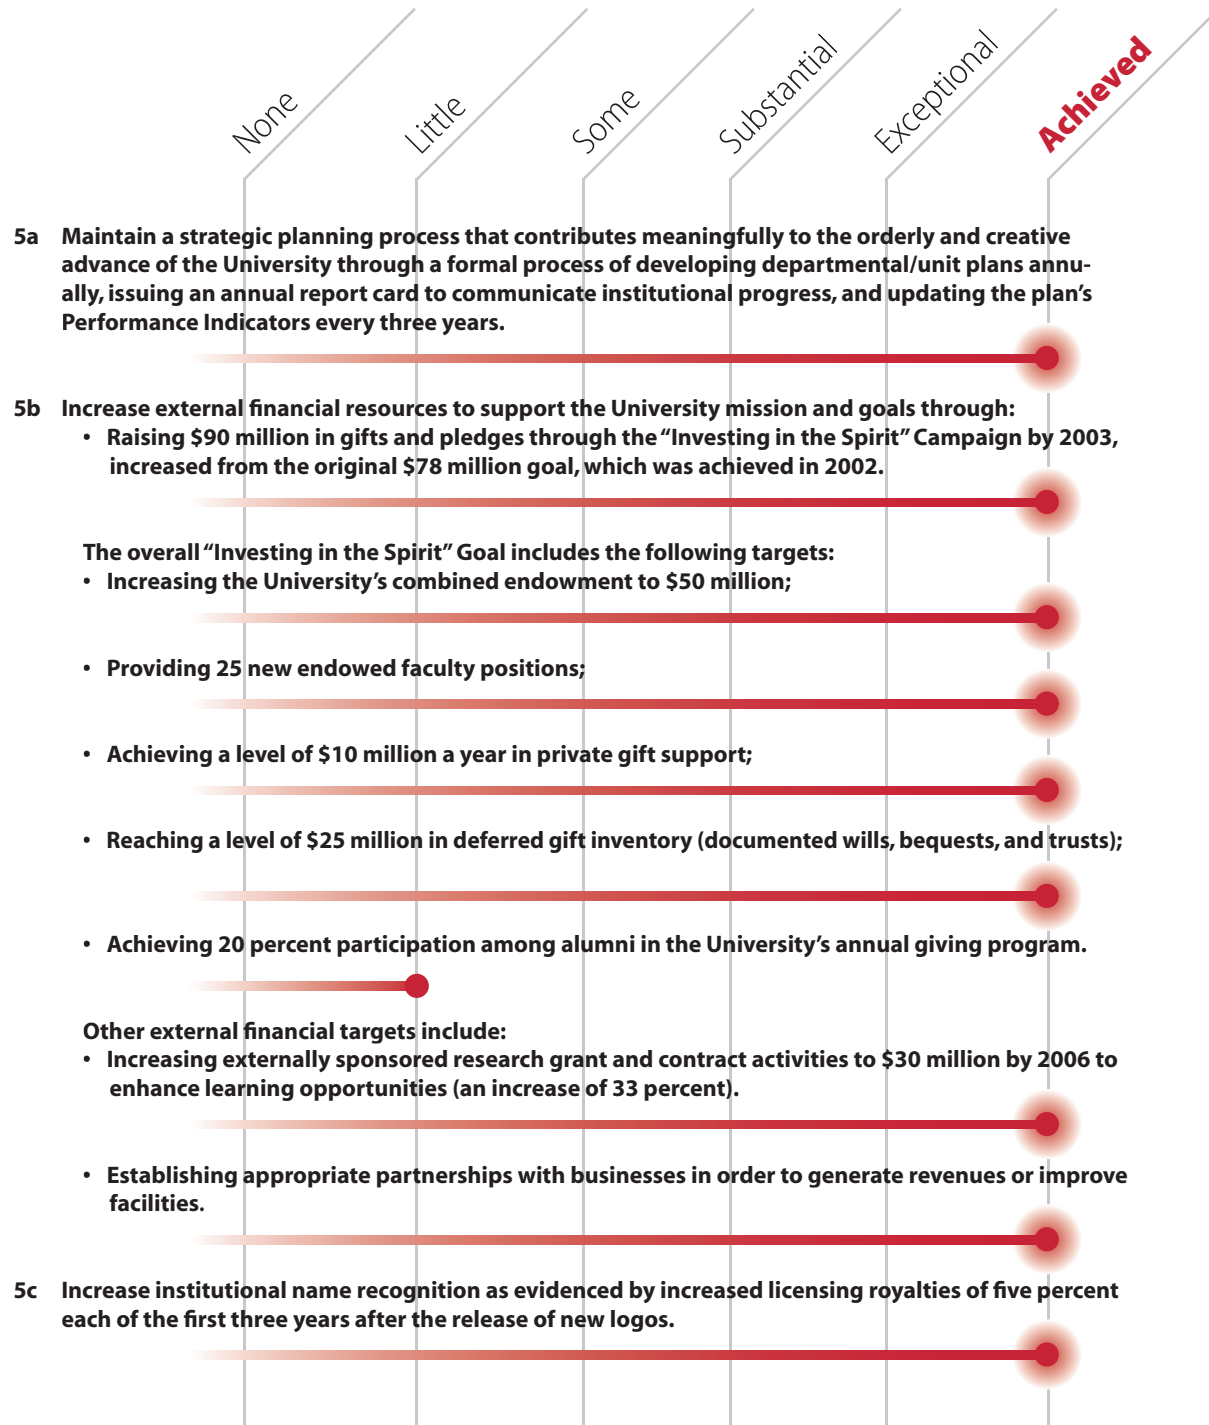 None
Little
Some
Substantial
Exceptional
Achieved
5a Maintain a strategic planning process that contributes meaningfully to the orderly and creative
advance of the University through a formal process of developing departmental/unit plans annu-
ally, issuing an annual report card to communicate institutional progress, and updating the plan’s
Performance Indicators every three years.
5b Increase external financial resources to support the University mission and goals through:
• Raising $90 million in gifts and pledges through the “Investing in the Spirit” Campaign by 2003,
increased from the original $78 million goal, which was achieved in 2002.
The overall “Investing in the Spirit” Goal includes the following targets:
• Increasing the University’s combined endowment to $50 million;
• Providing 25 new endowed faculty positions;
• Achieving a level of $10 million a year in private gift support;
• Reaching a level of $25 million in deferred gift inventory (documented wills, bequests, and trusts);
• Achieving 20 percent participation among alumni in the University’s annual giving program.
Other external financial targets include:
• Increasing externally sponsored research grant and contract activities to $30 million by 2006 to
enhance learning opportunities (an increase of 33 percent).
• Establishing appropriate partnerships with businesses in order to generate revenues or improve
facilities.
5c Increase institutional name recognition as evidenced by increased licensing royalties of five percent
each of the first three years after the release of new logos.